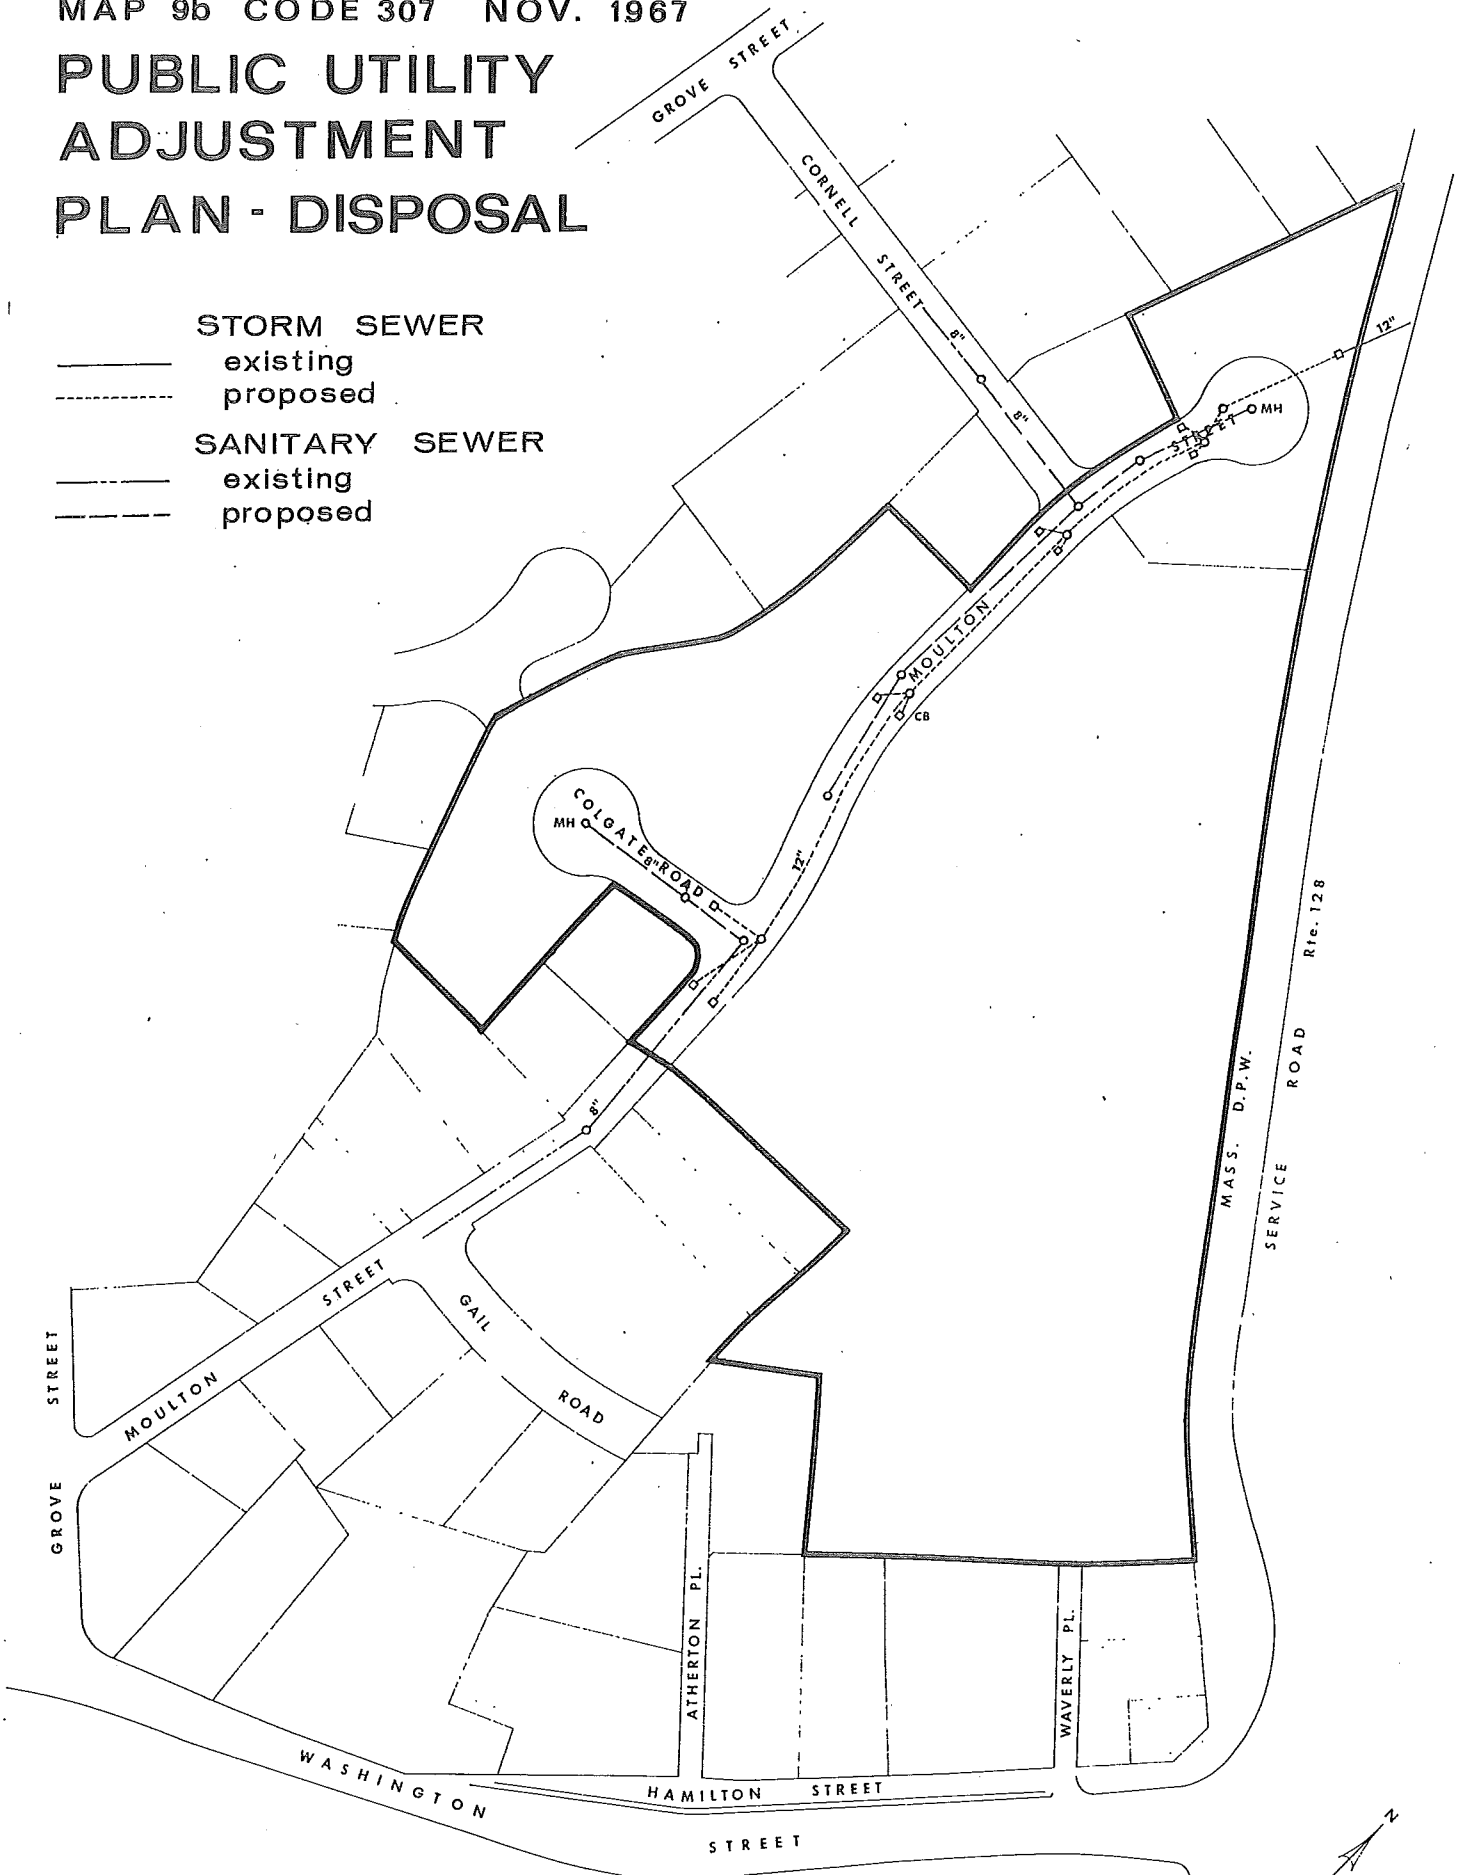 MAP 9b CODE 307 NOV. 1967
PUBLIC UTILITY
ADJUSTMENT
PLAN - DISPOSAL
STORM SEWER
existing
proposed
SANITARY SEWER
existing
proposed
GROVE STREET
CORNELL STREET
8"
8"
12"
MH
STREET
MOULTON
CB
COLGATE ROAD
MH
8"
12"
8"
Rte. 128
SERVICE ROAD
MASS. D.P.W.
MOULTON STREET
GAIL ROAD
GROVE STREET
ATHERTON PL.
WAVERLY PL.
HAMILTON STREET
WASHINGTON STREET
N